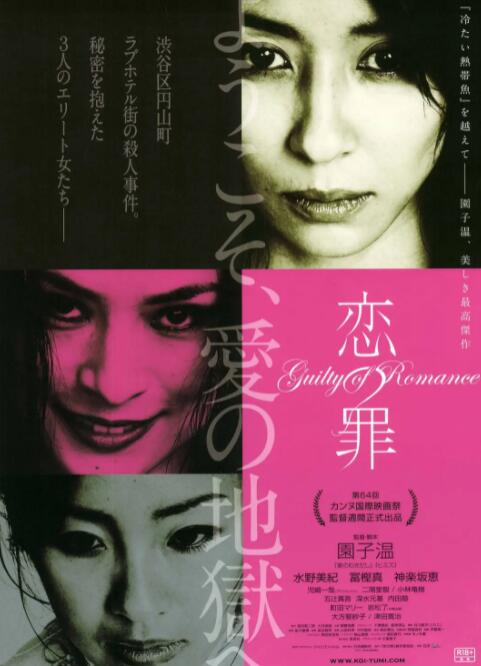 『冷たい熱帯魚』を越えて――園子温、美しき最高傑作
渋谷区円山町
ラブホテル街の殺人事件。
秘密を抱えた
3人のエリート女たち――
ようこそ、愛の地獄へ
恋の罪
Guilty of Romance
第64回
カンヌ国際映画祭
監督週間正式出品
監督・脚本
園子温
『愛のむきだし』『ヒミズ』
水野美紀 冨樫真 神楽坂恵
児嶋一哉 二階堂智 / 小林竜樹
五辻真吾 深水元基 内田慈
町田マリー 岩松了
大方斐紗子 / 津田寛治
WWW.KOI-TUMI.COM
R18+